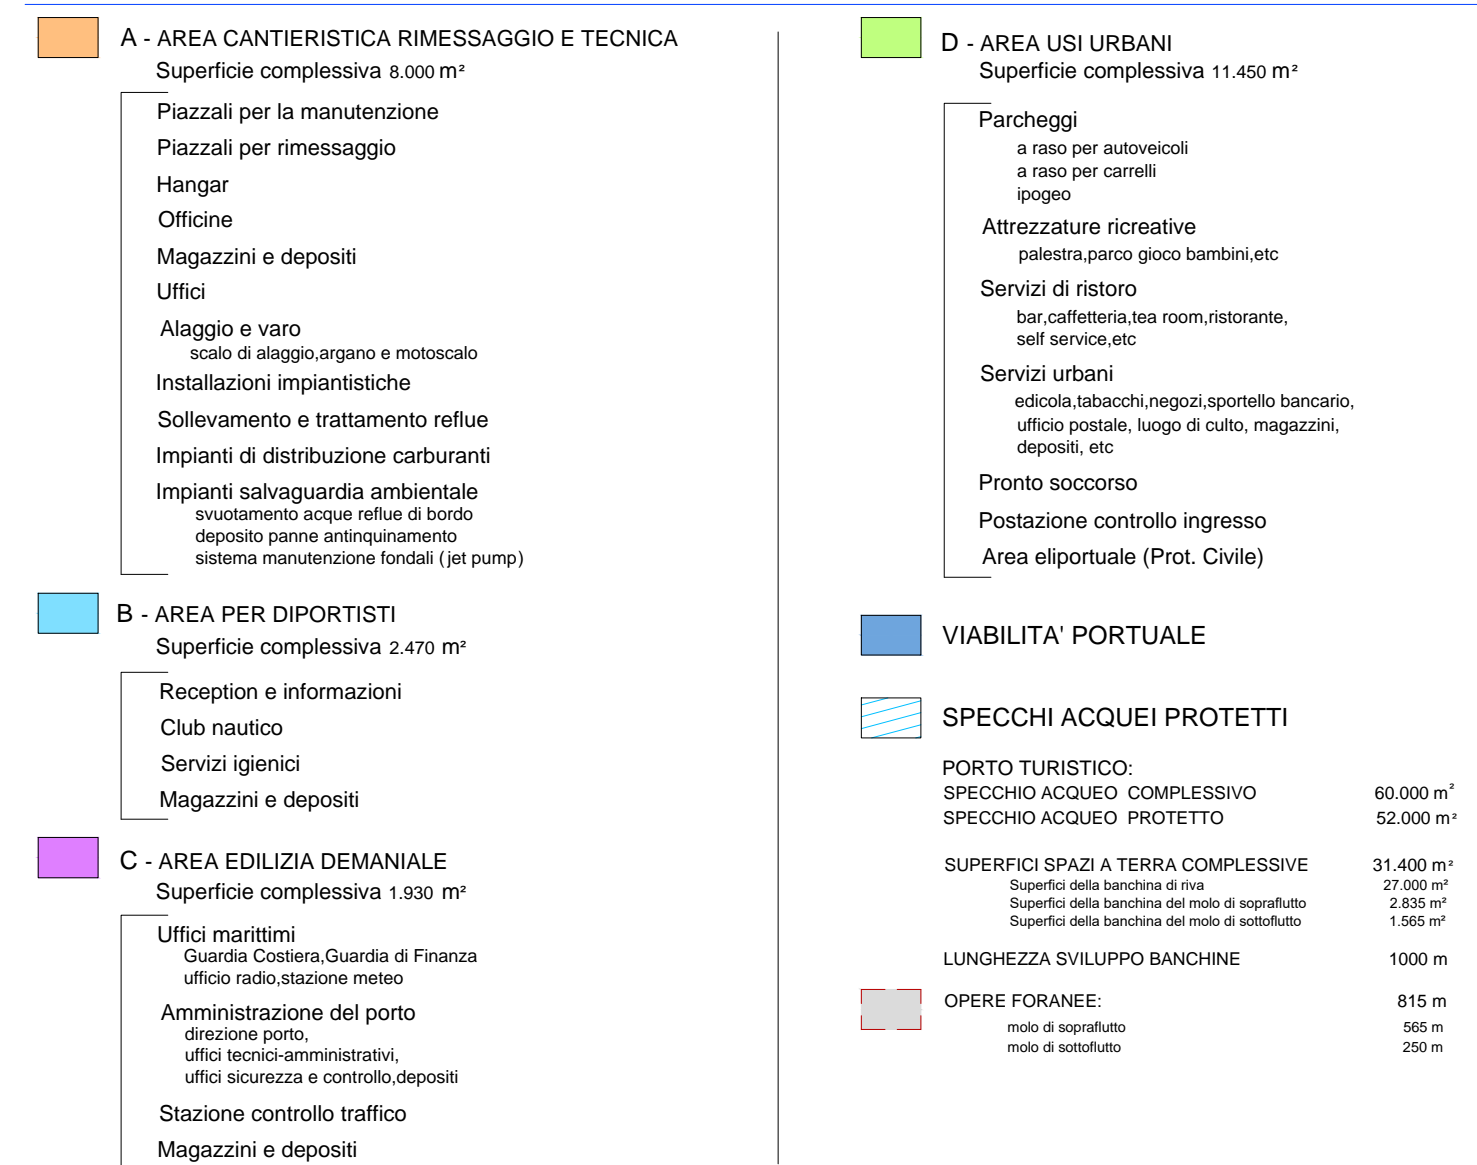 A - AREA CANTIERISTICA RIMESSAGGIO E TECNICA
Superficie complessiva 8.000 m²
Piazzali per la manutenzione
Piazzali per rimessaggio
Hangar
Officine
Magazzini e depositi
Uffici
Alaggio e varo
scalo di alaggio,argano e motoscalo
Installazioni impiantistiche
Sollevamento e trattamento reflue
Impianti di distribuzione carburanti
Impianti salvaguardia ambientale
svuotamento acque reflue di bordo
deposito panne antinquinamento
sistema manutenzione fondali (jet pump)
B - AREA PER DIPORTISTI
Superficie complessiva 2.470 m²
Reception e informazioni
Club nautico
Servizi igienici
Magazzini e depositi
C - AREA EDILIZIA DEMANIALE
Superficie complessiva 1.930 m²
Uffici marittimi
Guardia Costiera,Guardia di Finanza
ufficio radio,stazione meteo
Amministrazione del porto
direzione porto,
uffici tecnici-amministrativi,
uffici sicurezza e controllo,depositi
Stazione controllo traffico
Magazzini e depositi
D - AREA USI URBANI
Superficie complessiva 11.450 m²
Parcheggi
a raso per autoveicoli
a raso per carrelli
ipogeo
Attrezzature ricreative
palestra,parco gioco bambini,etc
Servizi di ristoro
bar,caffetteria,tea room,ristorante,
self service,etc
Servizi urbani
edicola,tabacchi,negozi,sportello bancario,
ufficio postale, luogo di culto, magazzini,
depositi, etc
Pronto soccorso
Postazione controllo ingresso
Area eliportuale (Prot. Civile)
VIABILITA' PORTUALE
SPECCHI ACQUEI PROTETTI
PORTO TURISTICO:
SPECCHIO ACQUEO COMPLESSIVO 60.000 m²
SPECCHIO ACQUEO PROTETTO 52.000 m²
SUPERFICI SPAZI A TERRA COMPLESSIVE 31.400 m²
Superfici della banchina di riva 27.000 m²
Superfici della banchina del molo di sopraflutto 2.835 m²
Superfici della banchina del molo di sottoflutto 1.565 m²
LUNGHEZZA SVILUPPO BANCHINE 1000 m
OPERE FORANEE: 815 m
molo di sopraflutto 565 m
molo di sottoflutto 250 m